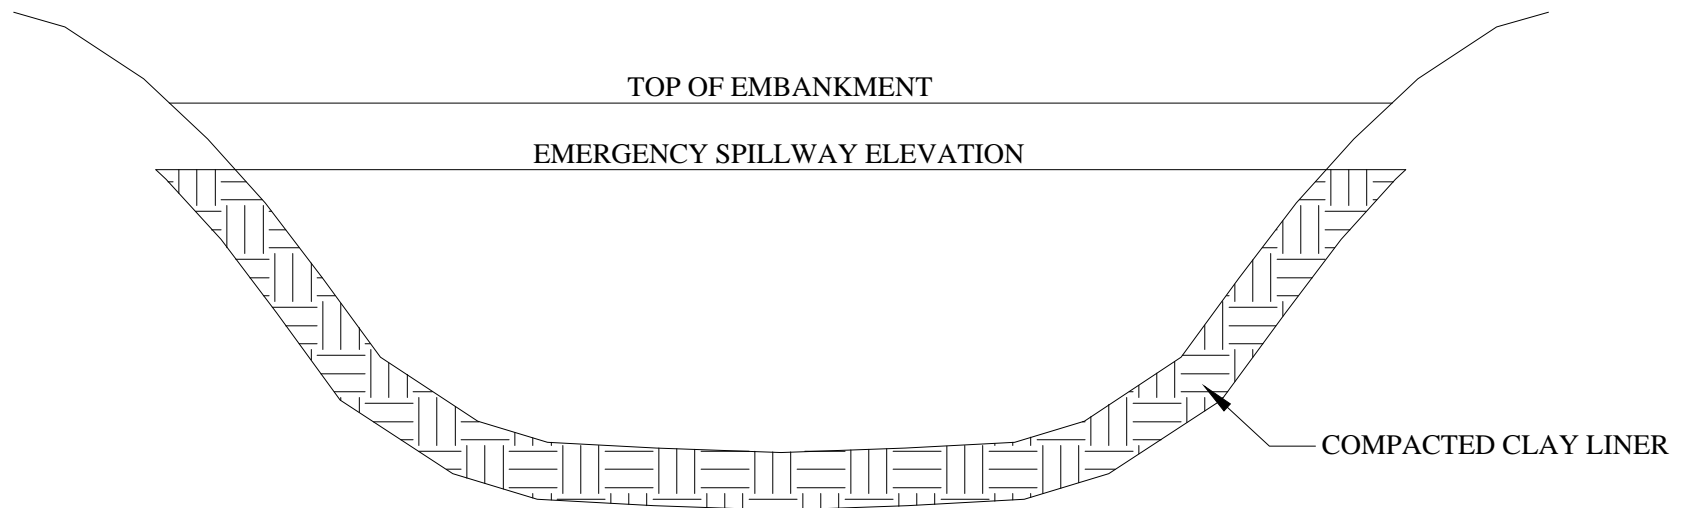 TOP OF EMBANKMENT
EMERGENCY SPILLWAY ELEVATION
COMPACTED CLAY LINER